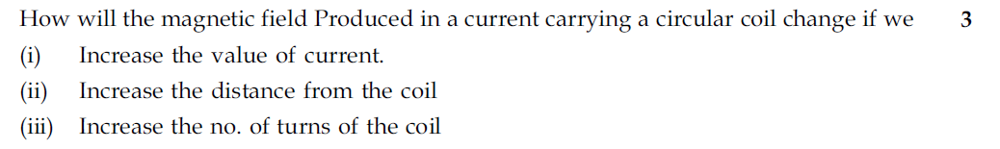 How will the magnetic field Produced in a current carrying a circular coil change if we 3
(i) Increase the value of current.
(ii) Increase the distance from the coil
(iii) Increase the no. of turns of the coil